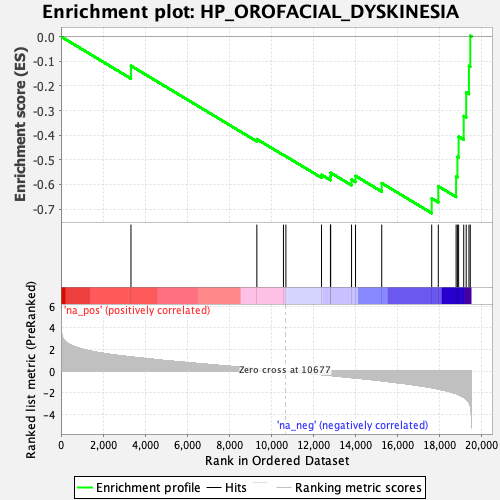 Enrichment plot: HP_OROFACIAL_DYSKINESIA
Enrichment score (ES)
0.0
-0.1
-0.2
-0.3
-0.4
-0.5
-0.6
-0.7
'na_pos' (positively correlated)
Ranked list metric (PreRanked)
6
4
2
0
-2
-4
Zero cross at 10677
'na_neg' (negatively correlated)
0
2,000
4,000
6,000
8,000
10,000
12,000
14,000
16,000
18,000
20,000
Rank in Ordered Dataset
Enrichment profile
Hits
Ranking metric scores